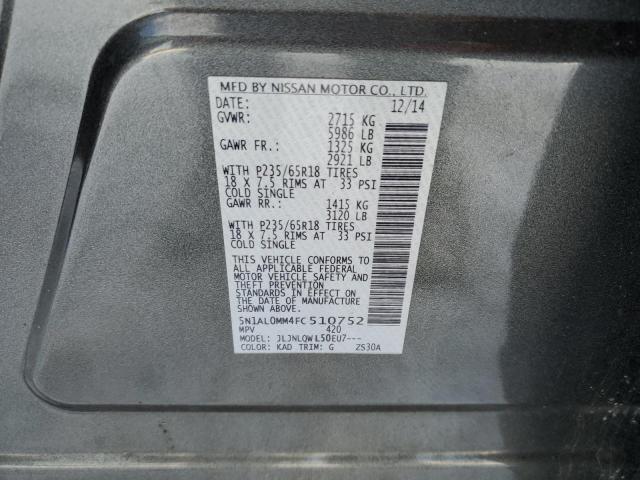 MFD BY NISSAN MOTOR CO., LTD.
DATE: 12/14
GVWR: 2715 KG
5986 LB
GAWR FR.: 1325 KG
2921 LB
WITH P235/65R18 TIRES
18 X 7.5 RIMS AT 33 PSI
COLD SINGLE
GAWR RR.: 1415 KG
3120 LB
WITH P235/65R18 TIRES
18 X 7.5 RIMS AT 33 PSI
COLD SINGLE
THIS VEHICLE CONFORMS TO
ALL APPLICABLE FEDERAL
MOTOR VEHICLE SAFETY AND
THEFT PREVENTION
STANDARDS IN EFFECT ON
THE DATE OF MANUFACTURE
SHOWN ABOVE.
5N1AL0MM4FC510752
MPV 420
MODEL: JLJNLQWL50EU7---
COLOR: KAD TRIM: G ZS30A